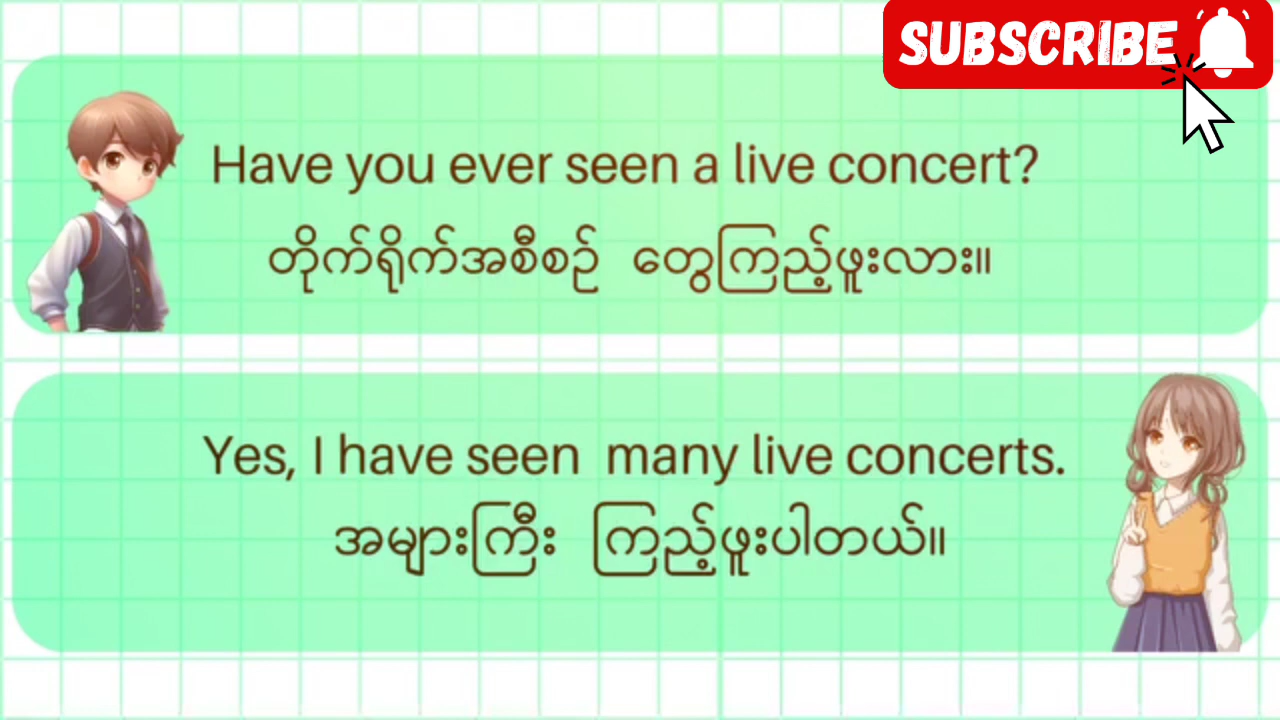 SUBSCRIBE
Have you ever seen a live concert?
တိုက်ရိုက်အစီစဉ် တွေကြည့်ဖူးလား။
Yes, I have seen many live concerts.
အများကြီး ကြည့်ဖူးပါတယ်။